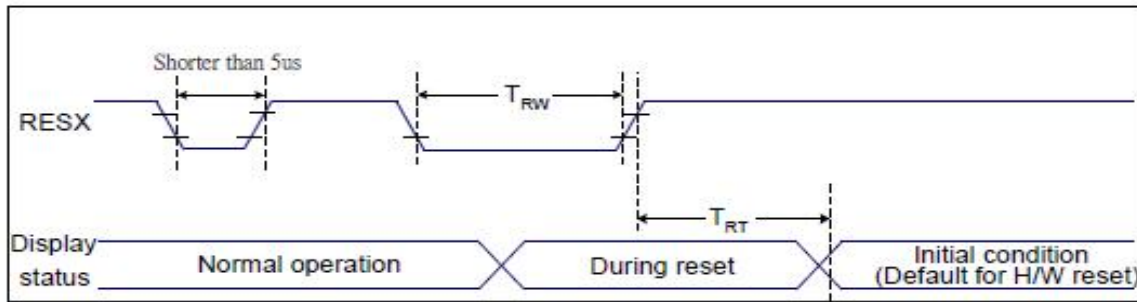 Shorter than 5us
RESX
TRW
TRT
Display
status
Normal operation
During reset
Initial condition
(Default for H/W reset)